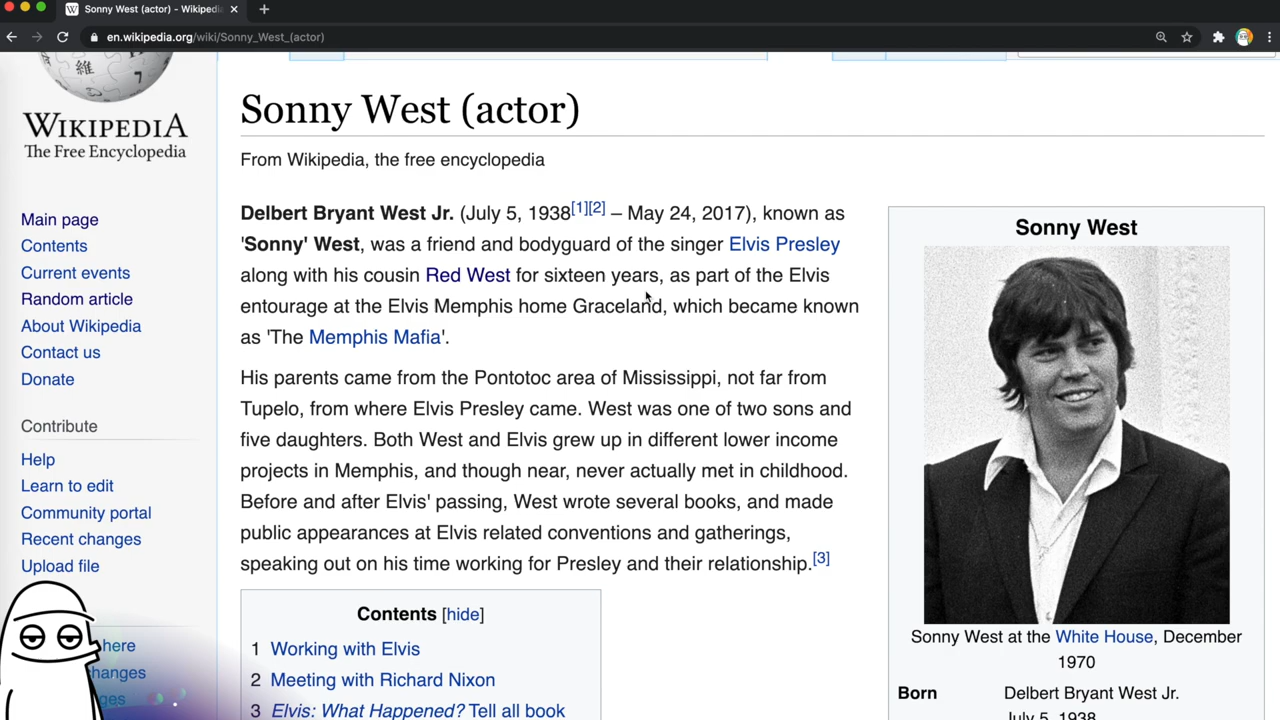 Sonny West (actor) - Wikipedia
en.wikipedia.org/wiki/Sonny_West_(actor)
維
7
WIKIPEDIA
The Free Encyclopedia
Main page
Contents
Current events
Random article
About Wikipedia
Contact us
Donate
Contribute
Help
Learn to edit
Community portal
Recent changes
Upload file
here
hanges
ges
Sonny West (actor)
From Wikipedia, the free encyclopedia
Delbert Bryant West Jr. (July 5, 1938[1][2] – May 24, 2017), known as
'Sonny' West, was a friend and bodyguard of the singer Elvis Presley
along with his cousin Red West for sixteen years, as part of the Elvis
entourage at the Elvis Memphis home Graceland, which became known
as 'The Memphis Mafia'.
His parents came from the Pontotoc area of Mississippi, not far from
Tupelo, from where Elvis Presley came. West was one of two sons and
five daughters. Both West and Elvis grew up in different lower income
projects in Memphis, and though near, never actually met in childhood.
Before and after Elvis' passing, West wrote several books, and made
public appearances at Elvis related conventions and gatherings,
speaking out on his time working for Presley and their relationship.[3]
Contents [hide]
1 Working with Elvis
2 Meeting with Richard Nixon
3 Elvis: What Happened? Tell all book
Sonny West
Sonny West at the White House, December
1970
Born Delbert Bryant West Jr.
July 5, 1938